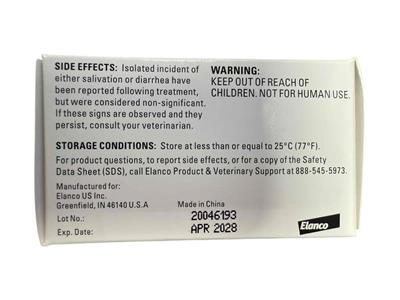 SIDE EFFECTS: Isolated incident of
either salivation or diarrhea have
been reported following treatment,
but were considered non-significant.
If these signs are observed and they
persist, consult your veterinarian.
WARNING:
KEEP OUT OF REACH OF
CHILDREN. NOT FOR HUMAN USE.
STORAGE CONDITIONS: Store at less than or equal to 25°C (77°F).
For product questions, to report side effects, or for a copy of the Safety
Data Sheet (SDS), call Elanco Product & Veterinary Support at 888-545-5973.
Manufactured for:
Elanco US Inc.
Greenfield, IN 46140 U.S.A
Made in China
Lot No.: 20046193
Exp. Date: APR 2028
Elanco